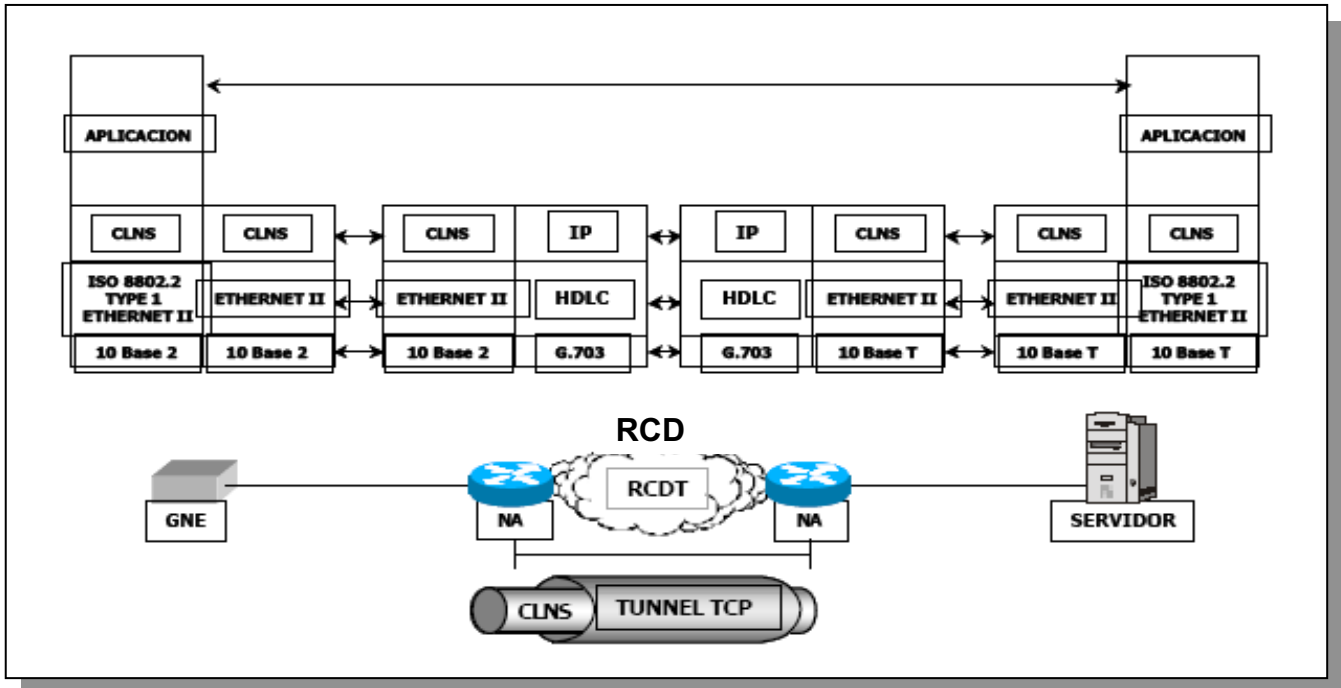 APLICACION
APLICACION
CLNS
CLNS
CLNS
IP
IP
CLNS
CLNS
CLNS
ISO 8802.2
TYPE 1
ETHERNET II
ETHERNET II
ETHERNET II
HDLC
HDLC
ETHERNET II
ETHERNET II
ISO 8802.2
TYPE 1
ETHERNET II
10 Base 2
10 Base 2
10 Base 2
G.703
G.703
10 Base T
10 Base T
10 Base T
RCD
RCDT
GNE
NA
NA
SERVIDOR
CLNS
TUNNEL TCP